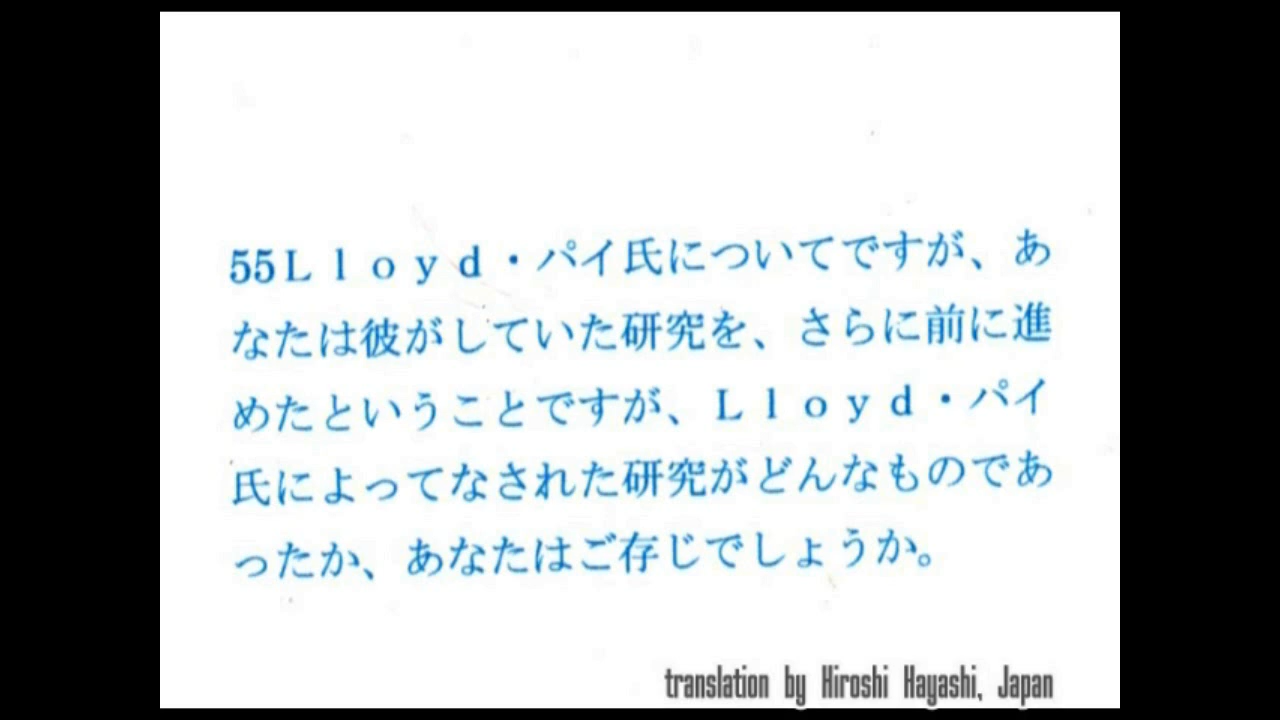 55Ｌｌｏｙｄ・パイ氏についてですが、あ
なたは彼がしていた研究を、さらに前に進
めたということですが、Ｌｌｏｙｄ・パイ
氏によってなされた研究がどんなものであ
ったか、あなたはご存じでしょうか。
translation by Hiroshi Hayashi, Japan